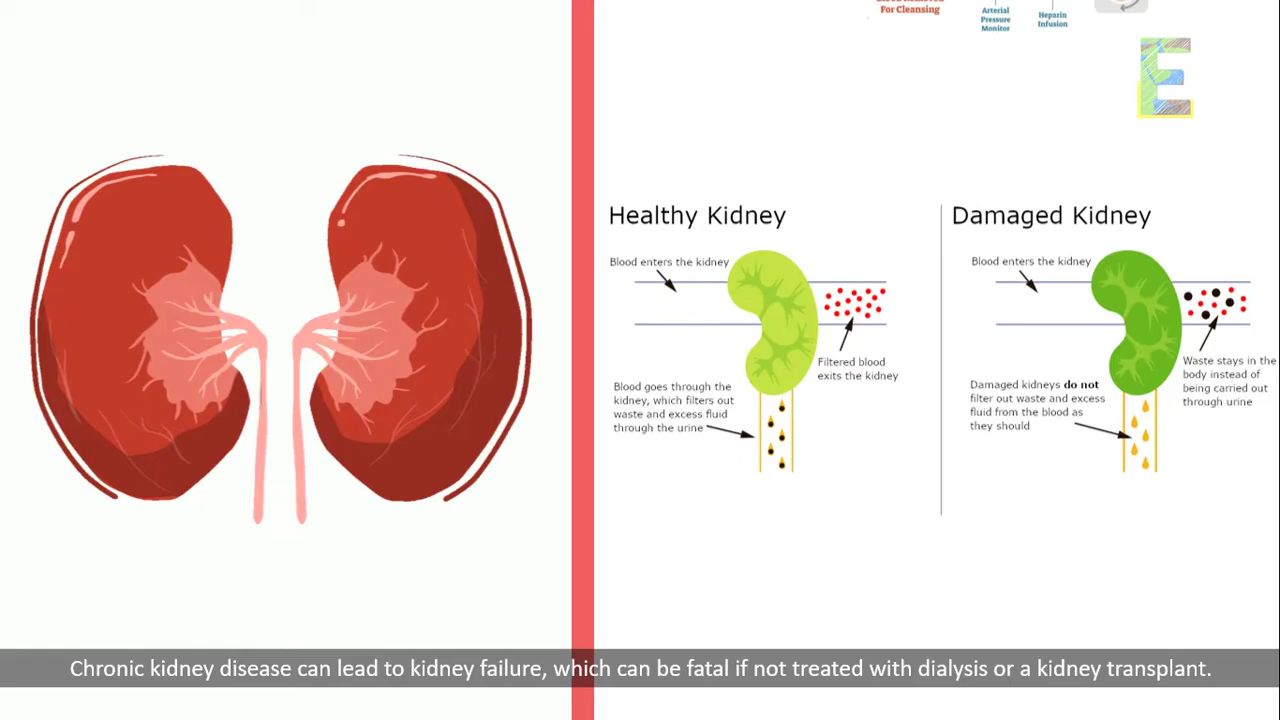 For Cleansing
Arterial
Pressure
Monitor
Heparin
Infusion
E
Healthy Kidney
Blood enters the kidney
Filtered blood
exits the kidney
Blood goes through the
kidney, which filters out
waste and excess fluid
through the urine
Damaged Kidney
Blood enters the kidney
Waste stays in the
body instead of
being carried out
through urine
Damaged kidneys do not
filter out waste and excess
fluid from the blood as
they should
Chronic kidney disease can lead to kidney failure, which can be fatal if not treated with dialysis or a kidney transplant.